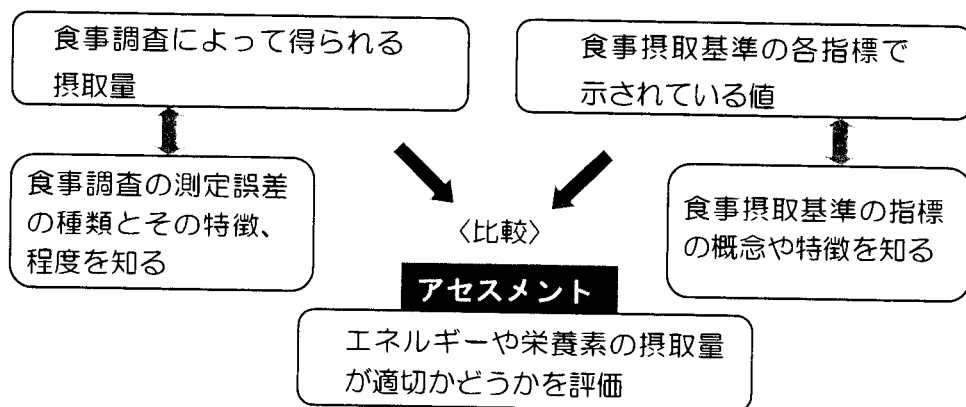 食事調査によって得られる
摂取量
食事摂取基準の各指標で
示されている値
食事調査の測定誤差
の種類とその特徴、
程度を知る
食事摂取基準の指標
の概念や特徴を知る
〈比較〉
アセスメント
エネルギーや栄養素の摂取量
が適切かどうかを評価